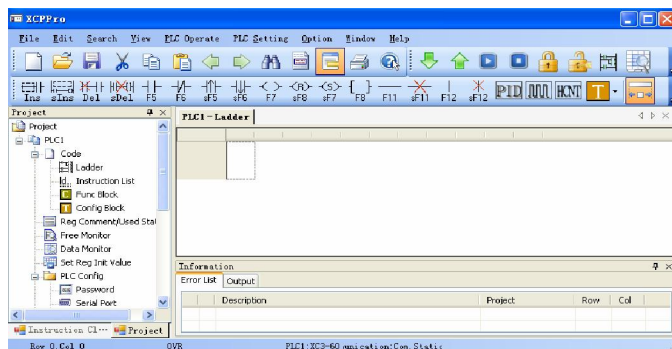 XCPPro
File Edit Search View PLC Operate PLC Setting Option Window Help
Ins sIns Del sDel F5 F6 sF5 sF6 F7 sF8 sF7 F8 F11 sF11 F12 sF12 PID HCNT T
Project
PLC1 - Ladder
Project
PLC1
Code
Ladder
Instruction List
Func Block
Config Block
Reg Comment/Used Stat
Free Monitor
Data Monitor
Set Reg Init Value
PLC Config
Password
Serial Port
Instruction Cl... Project
Information
Error List Output
Description Project Row Col
Row 0,Col 0 OVR PLC1:XC3-60 unication:Com, Static